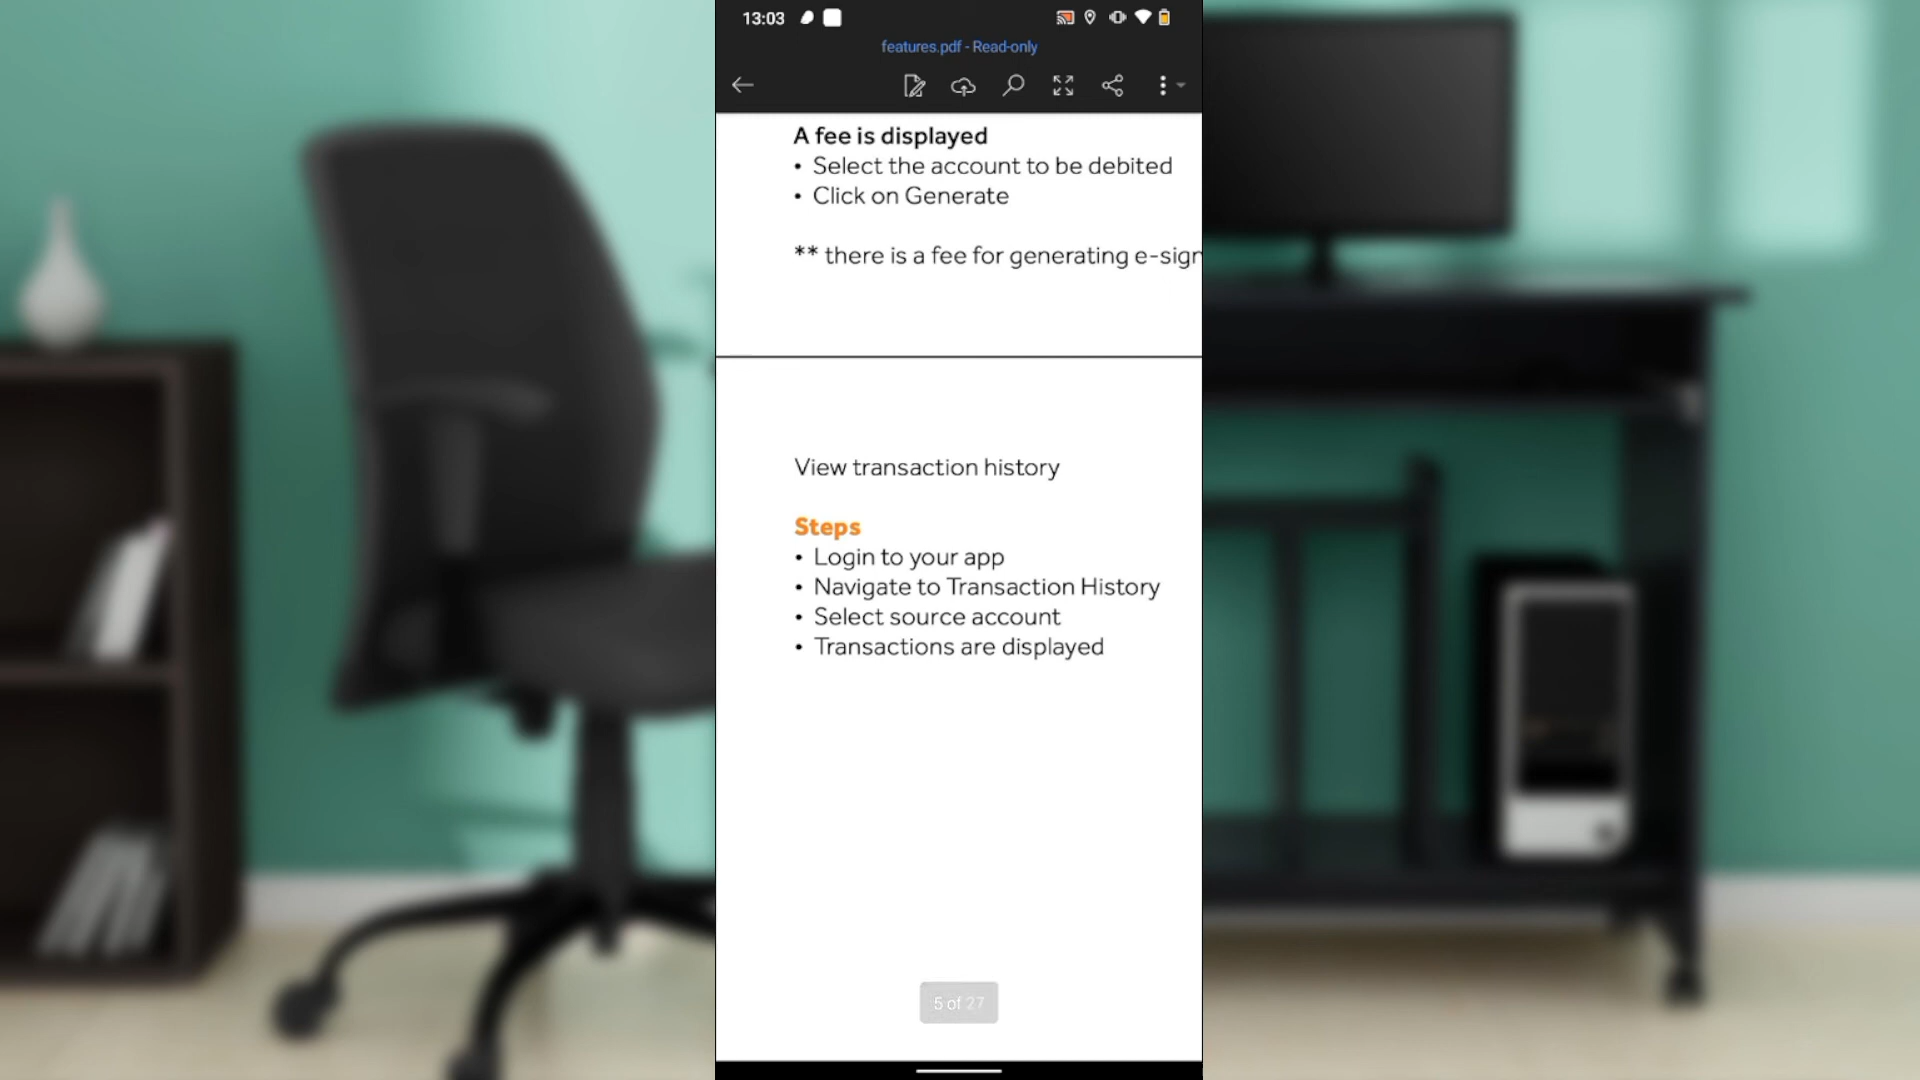 13:03
features.pdf - Read-only
A fee is displayed
• Select the account to be debited
• Click on Generate
** there is a fee for generating e-sign
View transaction history
Steps
• Login to your app
• Navigate to Transaction History
• Select source account
• Transactions are displayed
5 of 27